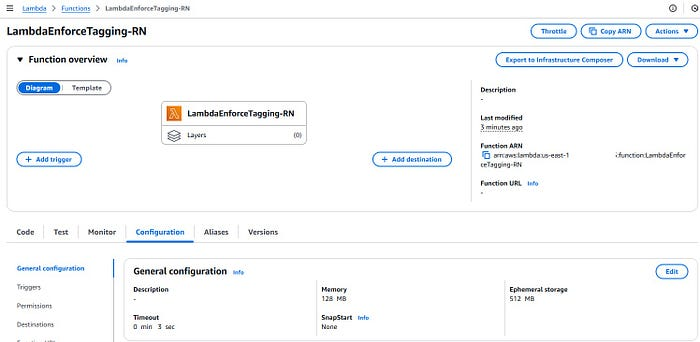 Lambda > Functions > LambdaEnforceTagging-RN
LambdaEnforceTagging-RN
Throttle
Copy ARN
Actions
Function overview Info
Export to Infrastructure Composer
Download
Diagram
Template
LambdaEnforceTagging-RN
Layers (0)
+ Add trigger
+ Add destination
Description
-
Last modified
3 minutes ago
Function ARN
arn:aws:lambda:us-east-1 :function:LambdaEnfor
ceTagging-RN
Function URL Info
-
Code Test Monitor Configuration Aliases Versions
General configuration
Triggers
Permissions
Destinations
General configuration Info
Edit
Description
-
Memory
128 MB
Ephemeral storage
512 MB
Timeout
0 min 3 sec
SnapStart Info
None